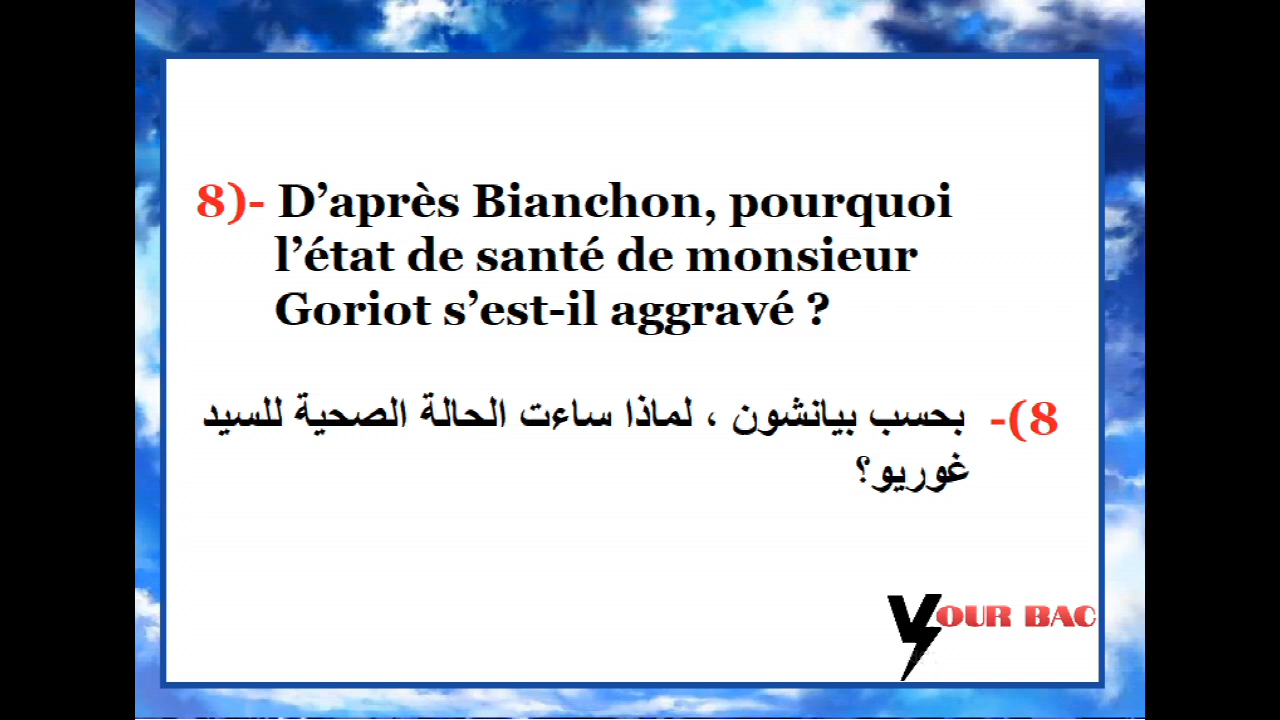 8)- D’après Bianchon, pourquoi
l’état de santé de monsieur
Goriot s’est-il aggravé ?
8)- بحسب بيانشون ، لماذا ساءت الحالة الصحية للسيد
غوريو؟
YOUR BAC